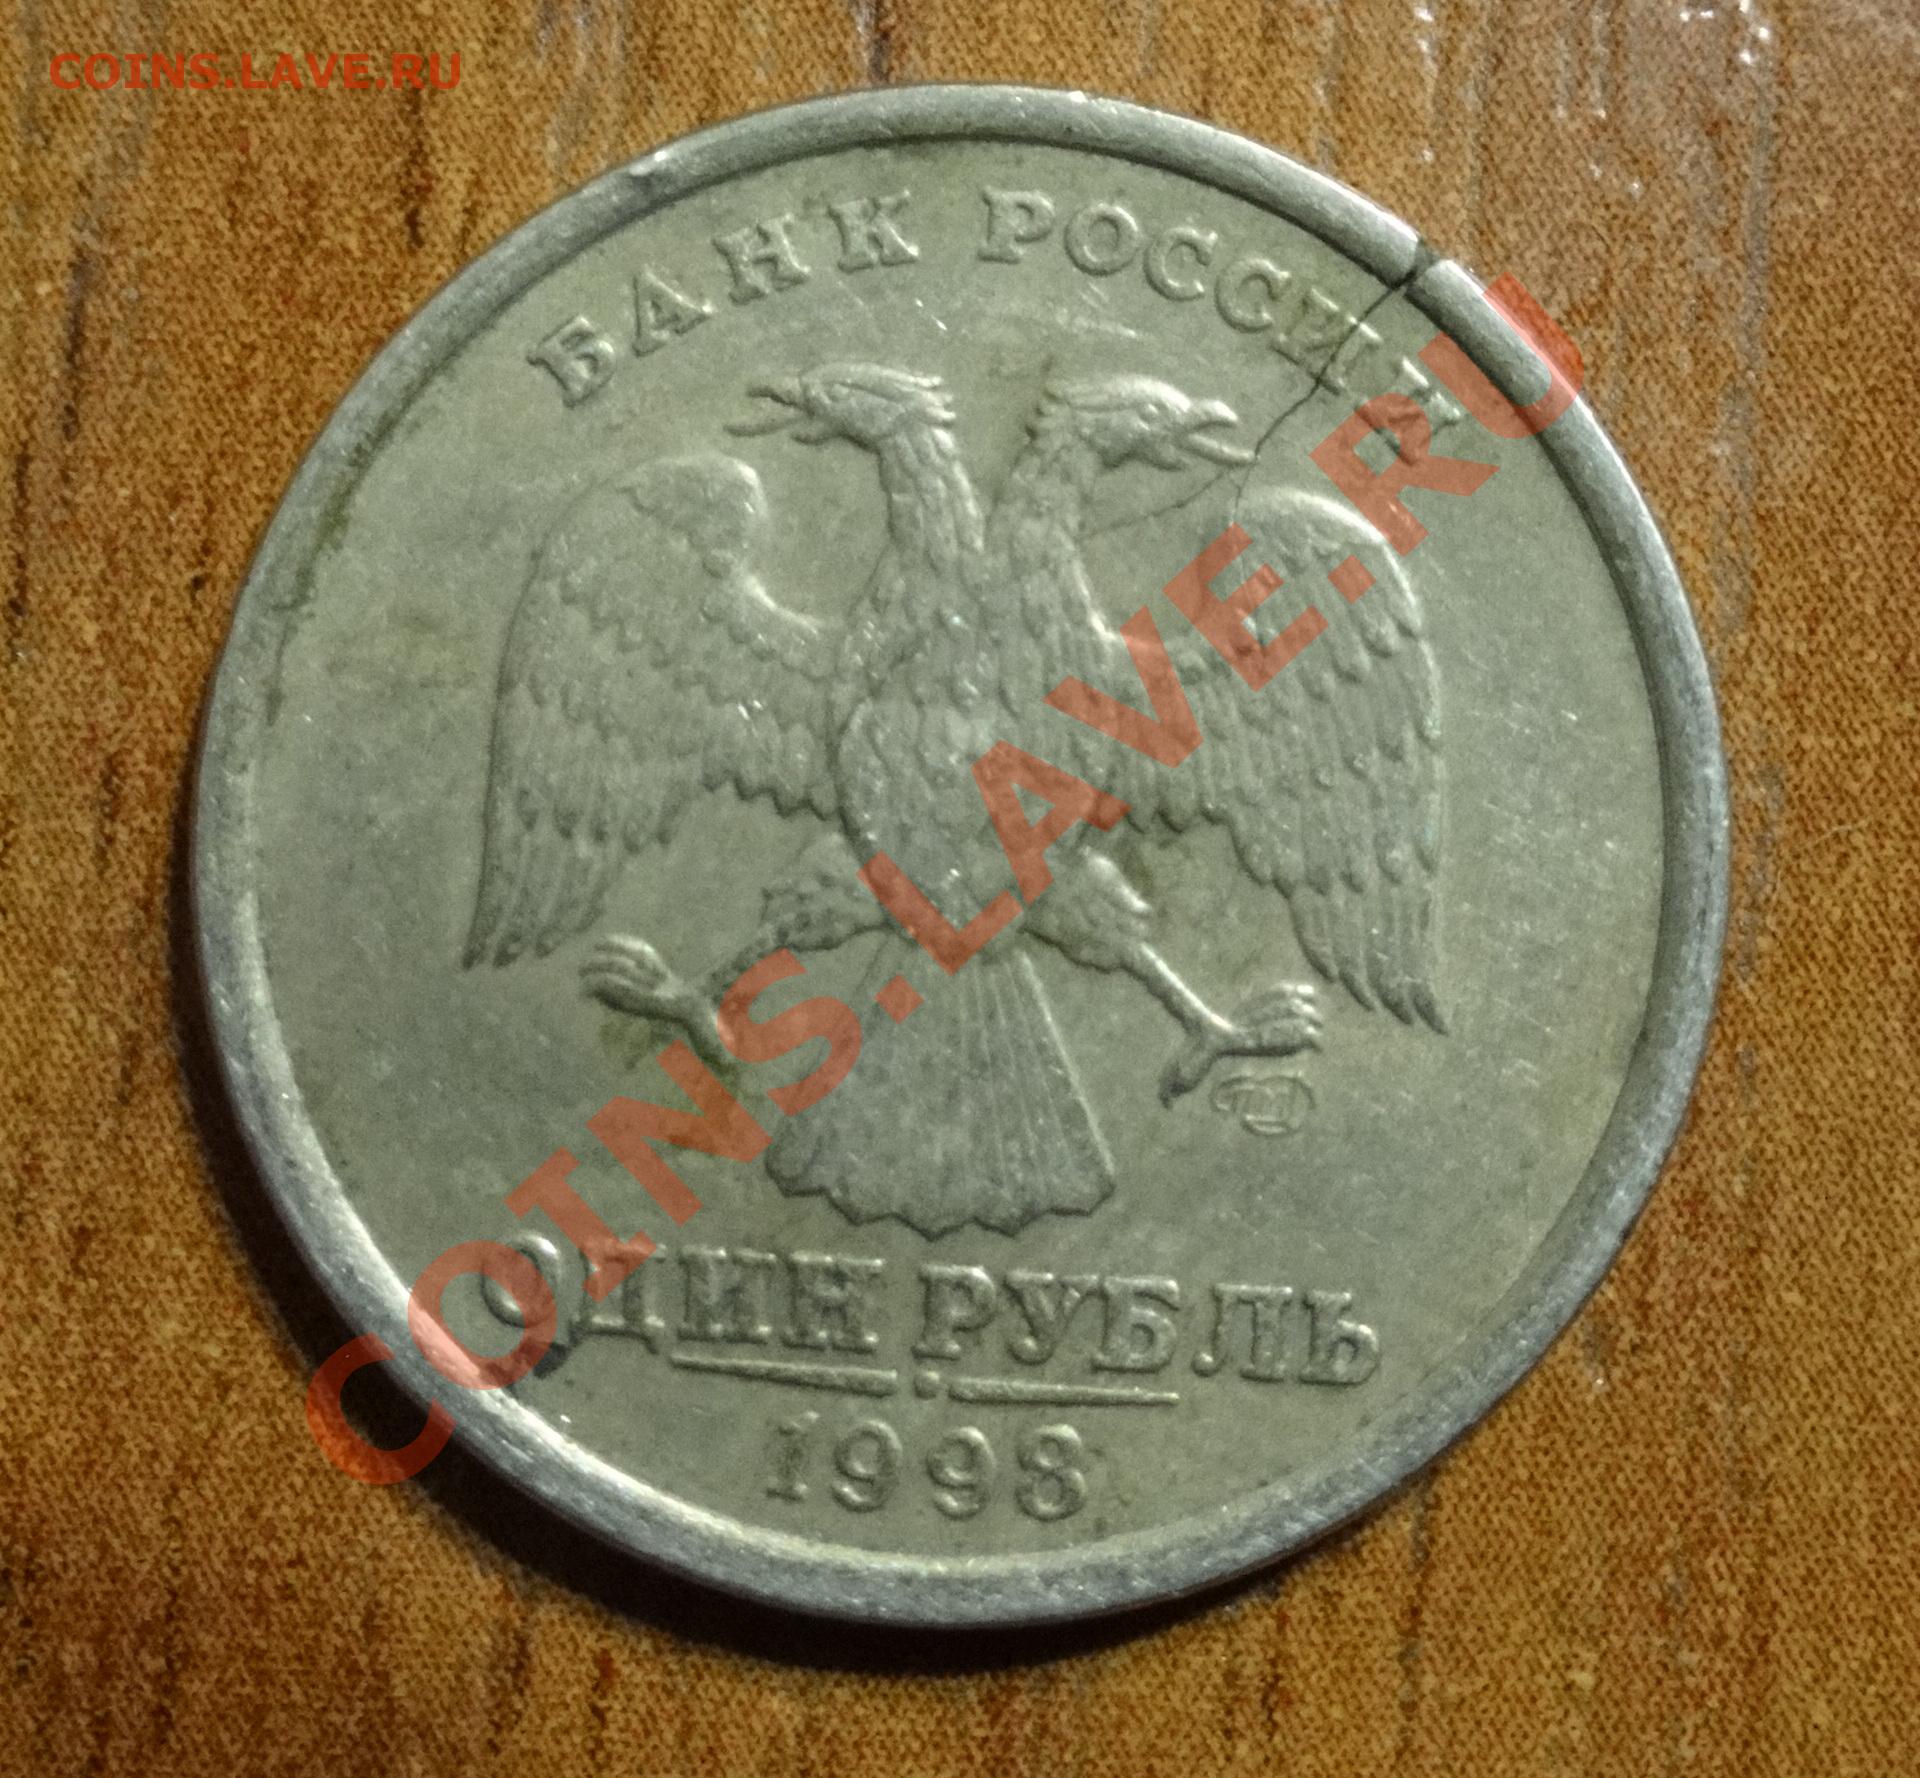 COINS.LAVE.RU
БАНК РОССИИ
COINS.LAVE.RU
ОДИН РУБЛЬ
1998